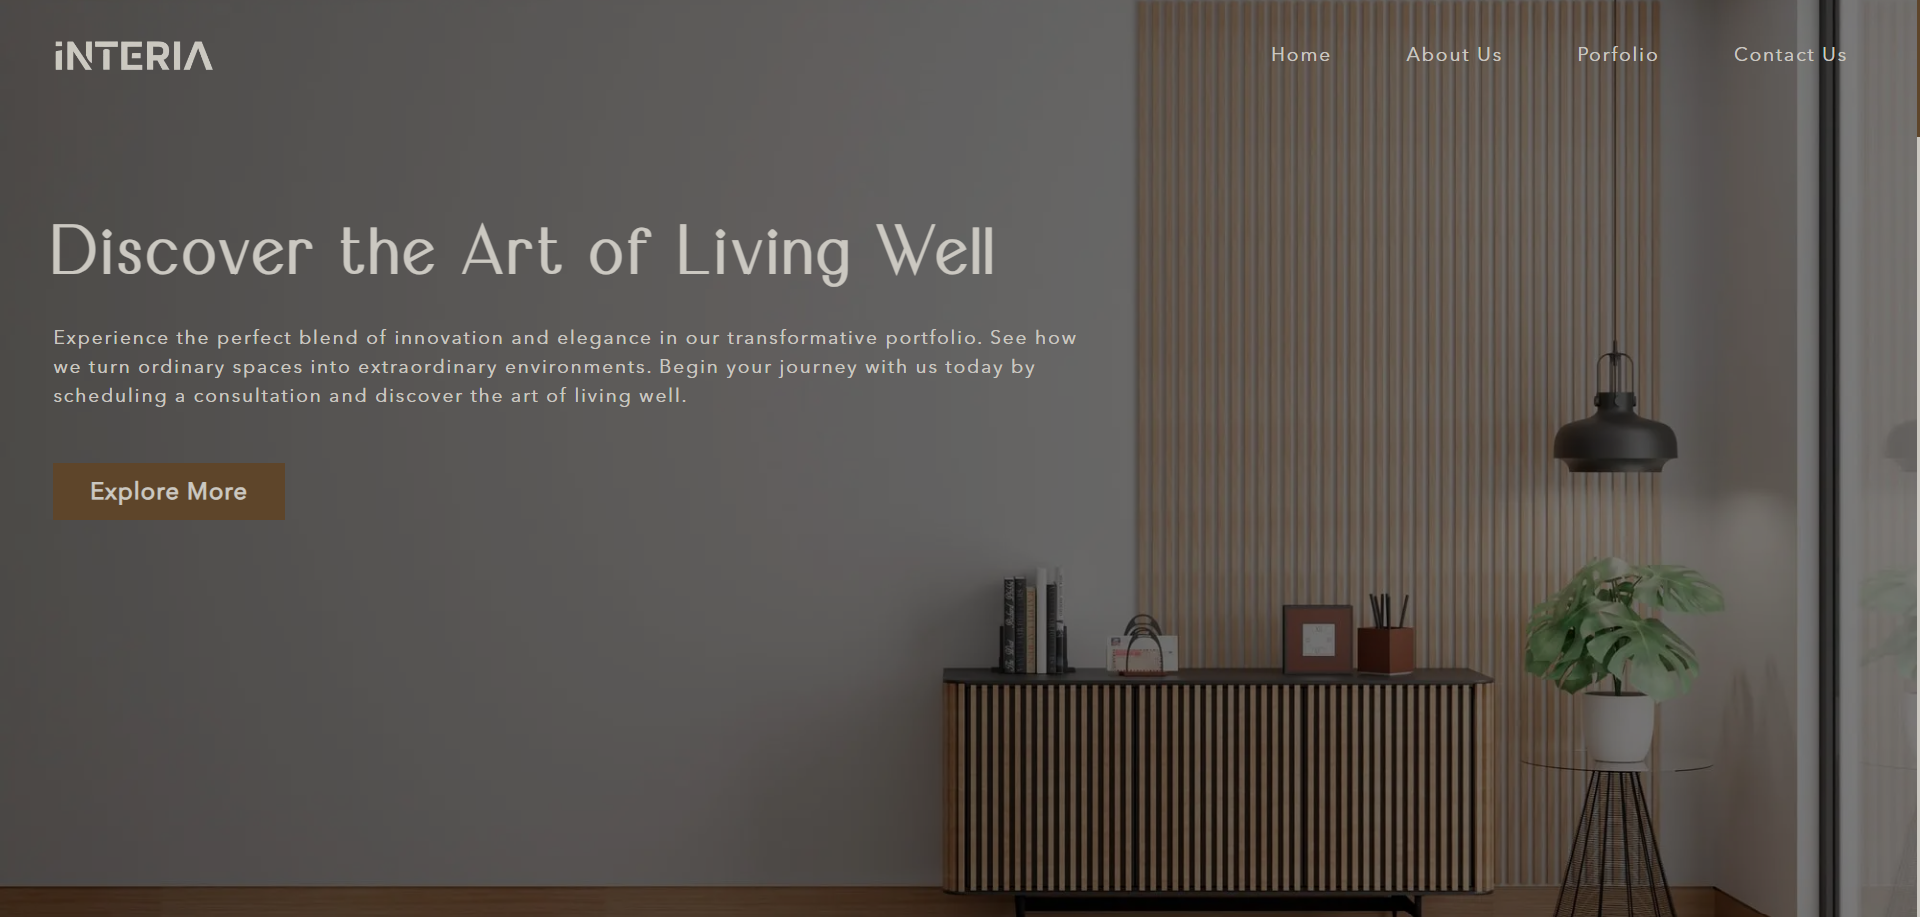 iNTERIA
Home
About Us
Porfolio
Contact Us
Discover the Art of Living Well
Experience the perfect blend of innovation and elegance in our transformative portfolio. See how
we turn ordinary spaces into extraordinary environments. Begin your journey with us today by
scheduling a consultation and discover the art of living well.
Explore More